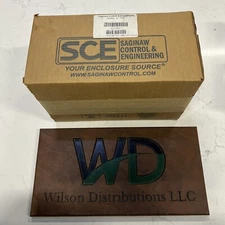 SCE
SAGINAW
CONTROL &
ENGINEERING
YOUR ENCLOSURE SOURCE®
WWW.SAGINAWCONTROL.COM
WD
Wilson Distributions LLC